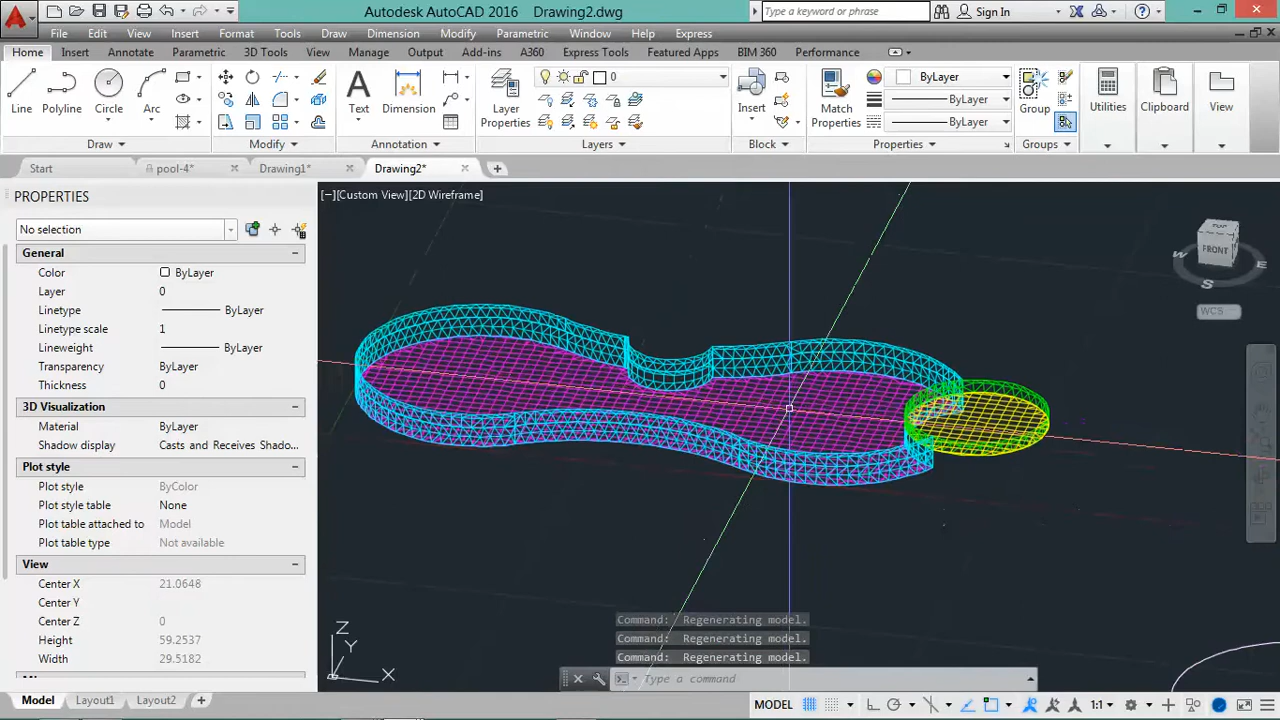 Autodesk AutoCAD 2016 Drawing2.dwg
Type a keyword or phrase
Sign In
File Edit View Insert Format Tools Draw Dimension Modify Parametric Window Help Express
Home Insert Annotate Parametric 3D Tools View Manage Output Add-ins A360 Express Tools Featured Apps BIM 360 Performance
Line Polyline Circle Arc
Draw
Modify
Text
Dimension
Annotation
Layer
Properties
0
Layers
Insert
Block
Match
Properties
ByLayer
ByLayer
ByLayer
Properties
Group
Groups
Utilities
Clipboard
View
Start pool-4* Drawing1* Drawing2*
PROPERTIES
No selection
General
Color ByLayer
Layer 0
Linetype ByLayer
Linetype scale 1
Lineweight ByLayer
Transparency ByLayer
Thickness 0
3D Visualization
Material ByLayer
Shadow display Casts and Receives Shado...
Plot style
Plot style ByColor
Plot style table None
Plot table attached to Model
Plot table type Not available
View
Center X 21.0648
Center Y
Center Z 0
Height 59.2537
Width 29.5182
[−][Custom View][2D Wireframe]
TOP
FRONT
W
S
E
WCS
Z
Y
X
Command: Regenerating model.
Command: Regenerating model.
Command: Regenerating model.
Type a command
Model Layout1 Layout2
MODEL
1:1